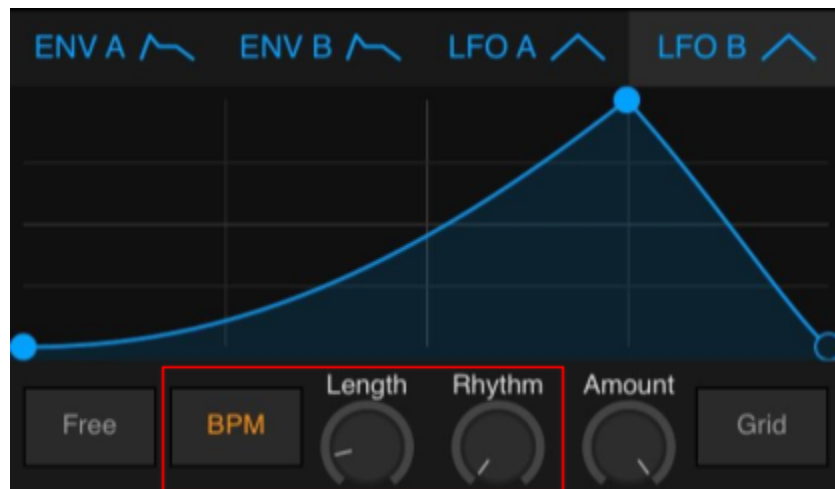 ENV A ENV B LFO A LFO B
Length Rhythm Amount
Free BPM Grid